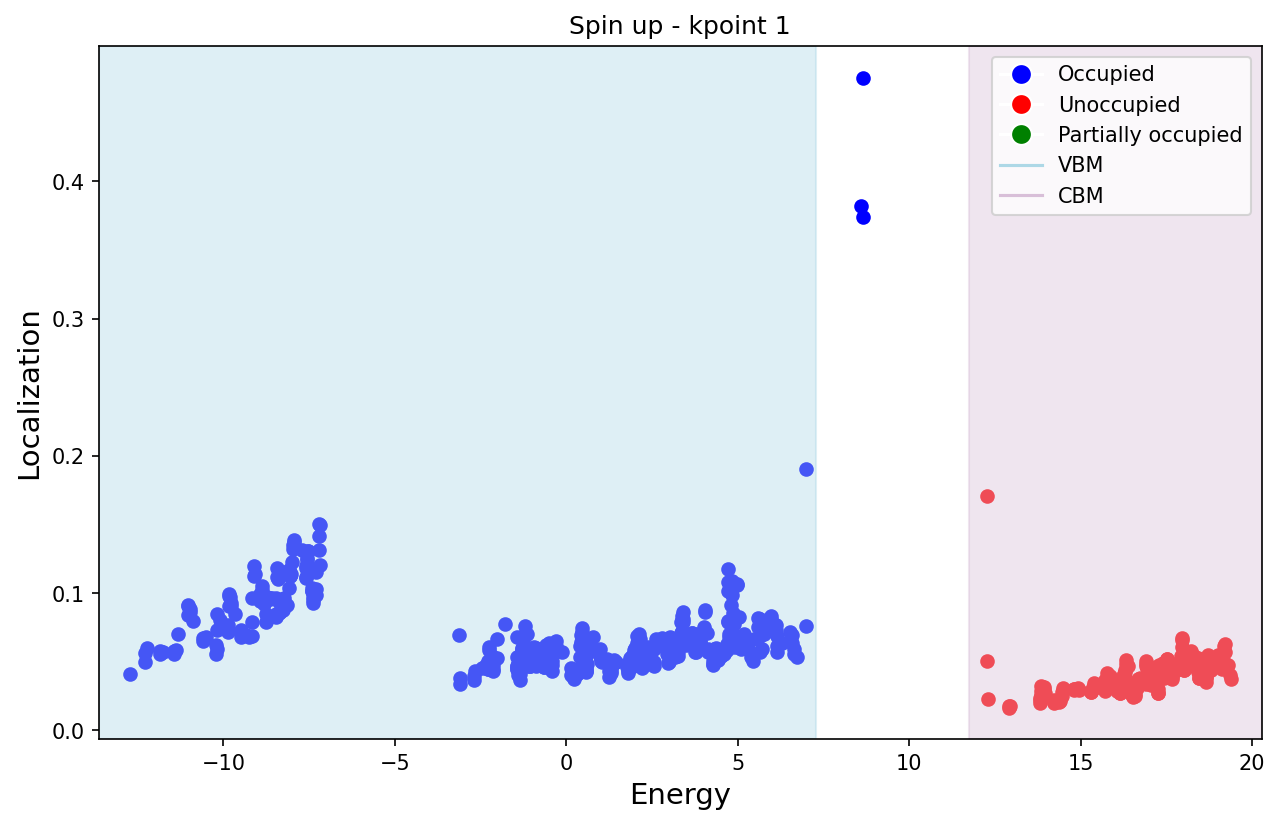 Spin up - kpoint 1
Localization
0.4
0.3
0.2
0.1
0.0
Occupied
Unoccupied
Partially occupied
VBM
CBM
−10
−5
0
5
10
15
20
Energy